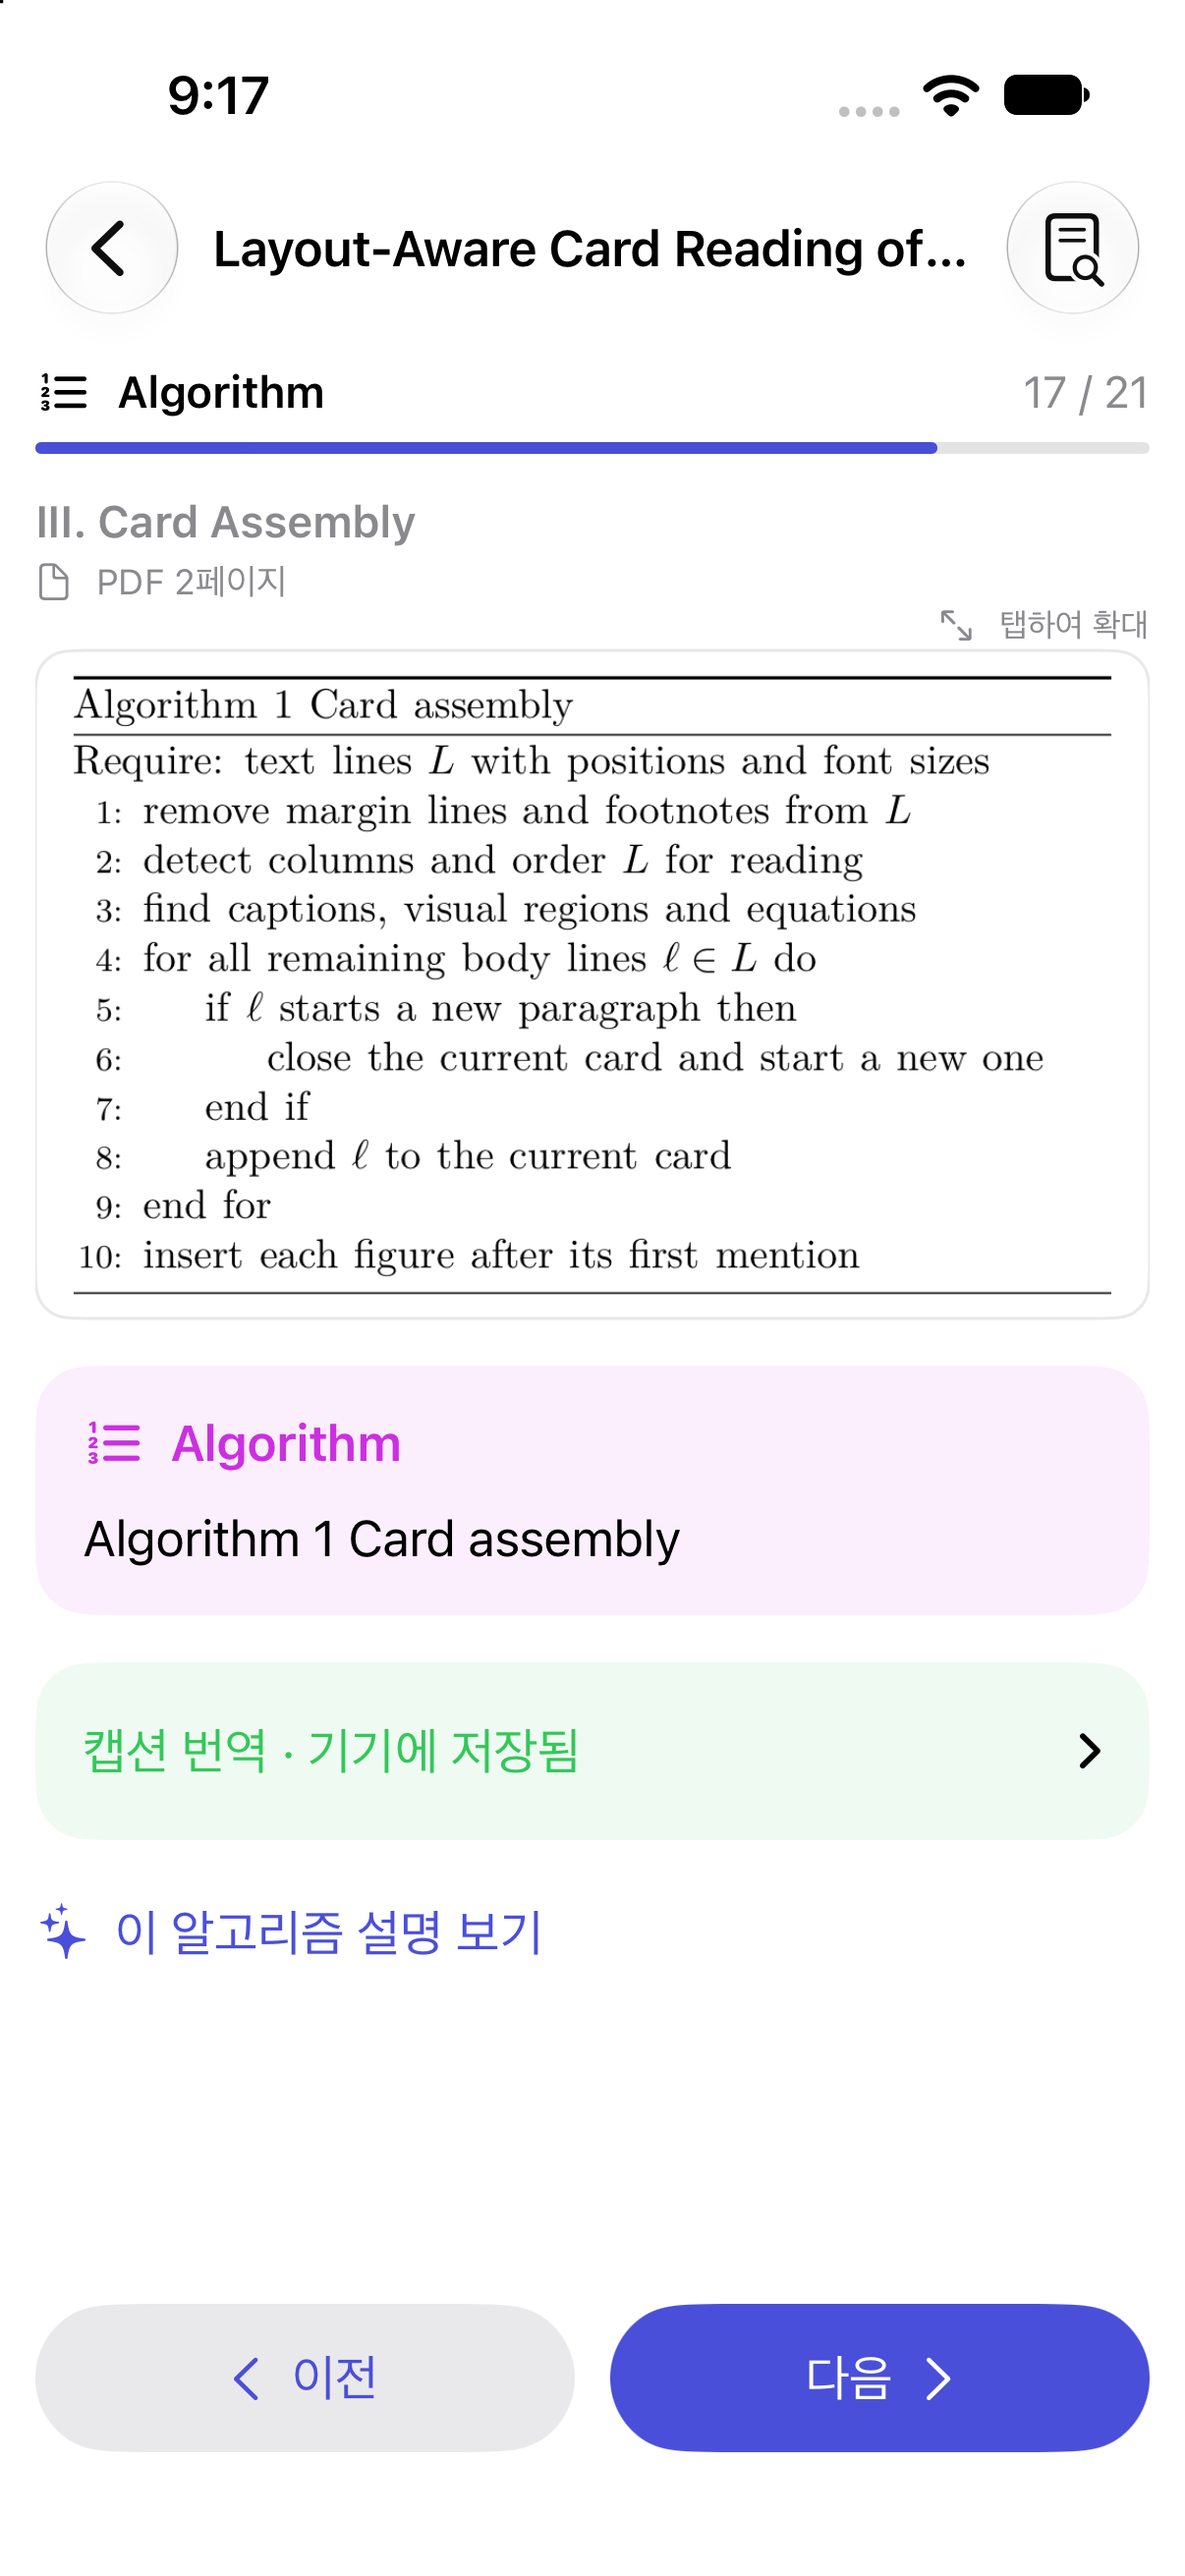 9:17
Layout-Aware Card Reading of...
Algorithm
17 / 21
III. Card Assembly
PDF 2페이지
탭하여 확대
Algorithm 1 Card assembly
Require: text lines L with positions and font sizes
1: remove margin lines and footnotes from L
2: detect columns and order L for reading
3: find captions, visual regions and equations
4: for all remaining body lines ℓ ∈ L do
5: if ℓ starts a new paragraph then
6: close the current card and start a new one
7: end if
8: append ℓ to the current card
9: end for
10: insert each figure after its first mention
Algorithm
Algorithm 1 Card assembly
캡션 번역 · 기기에 저장됨
이 알고리즘 설명 보기
이전
다음